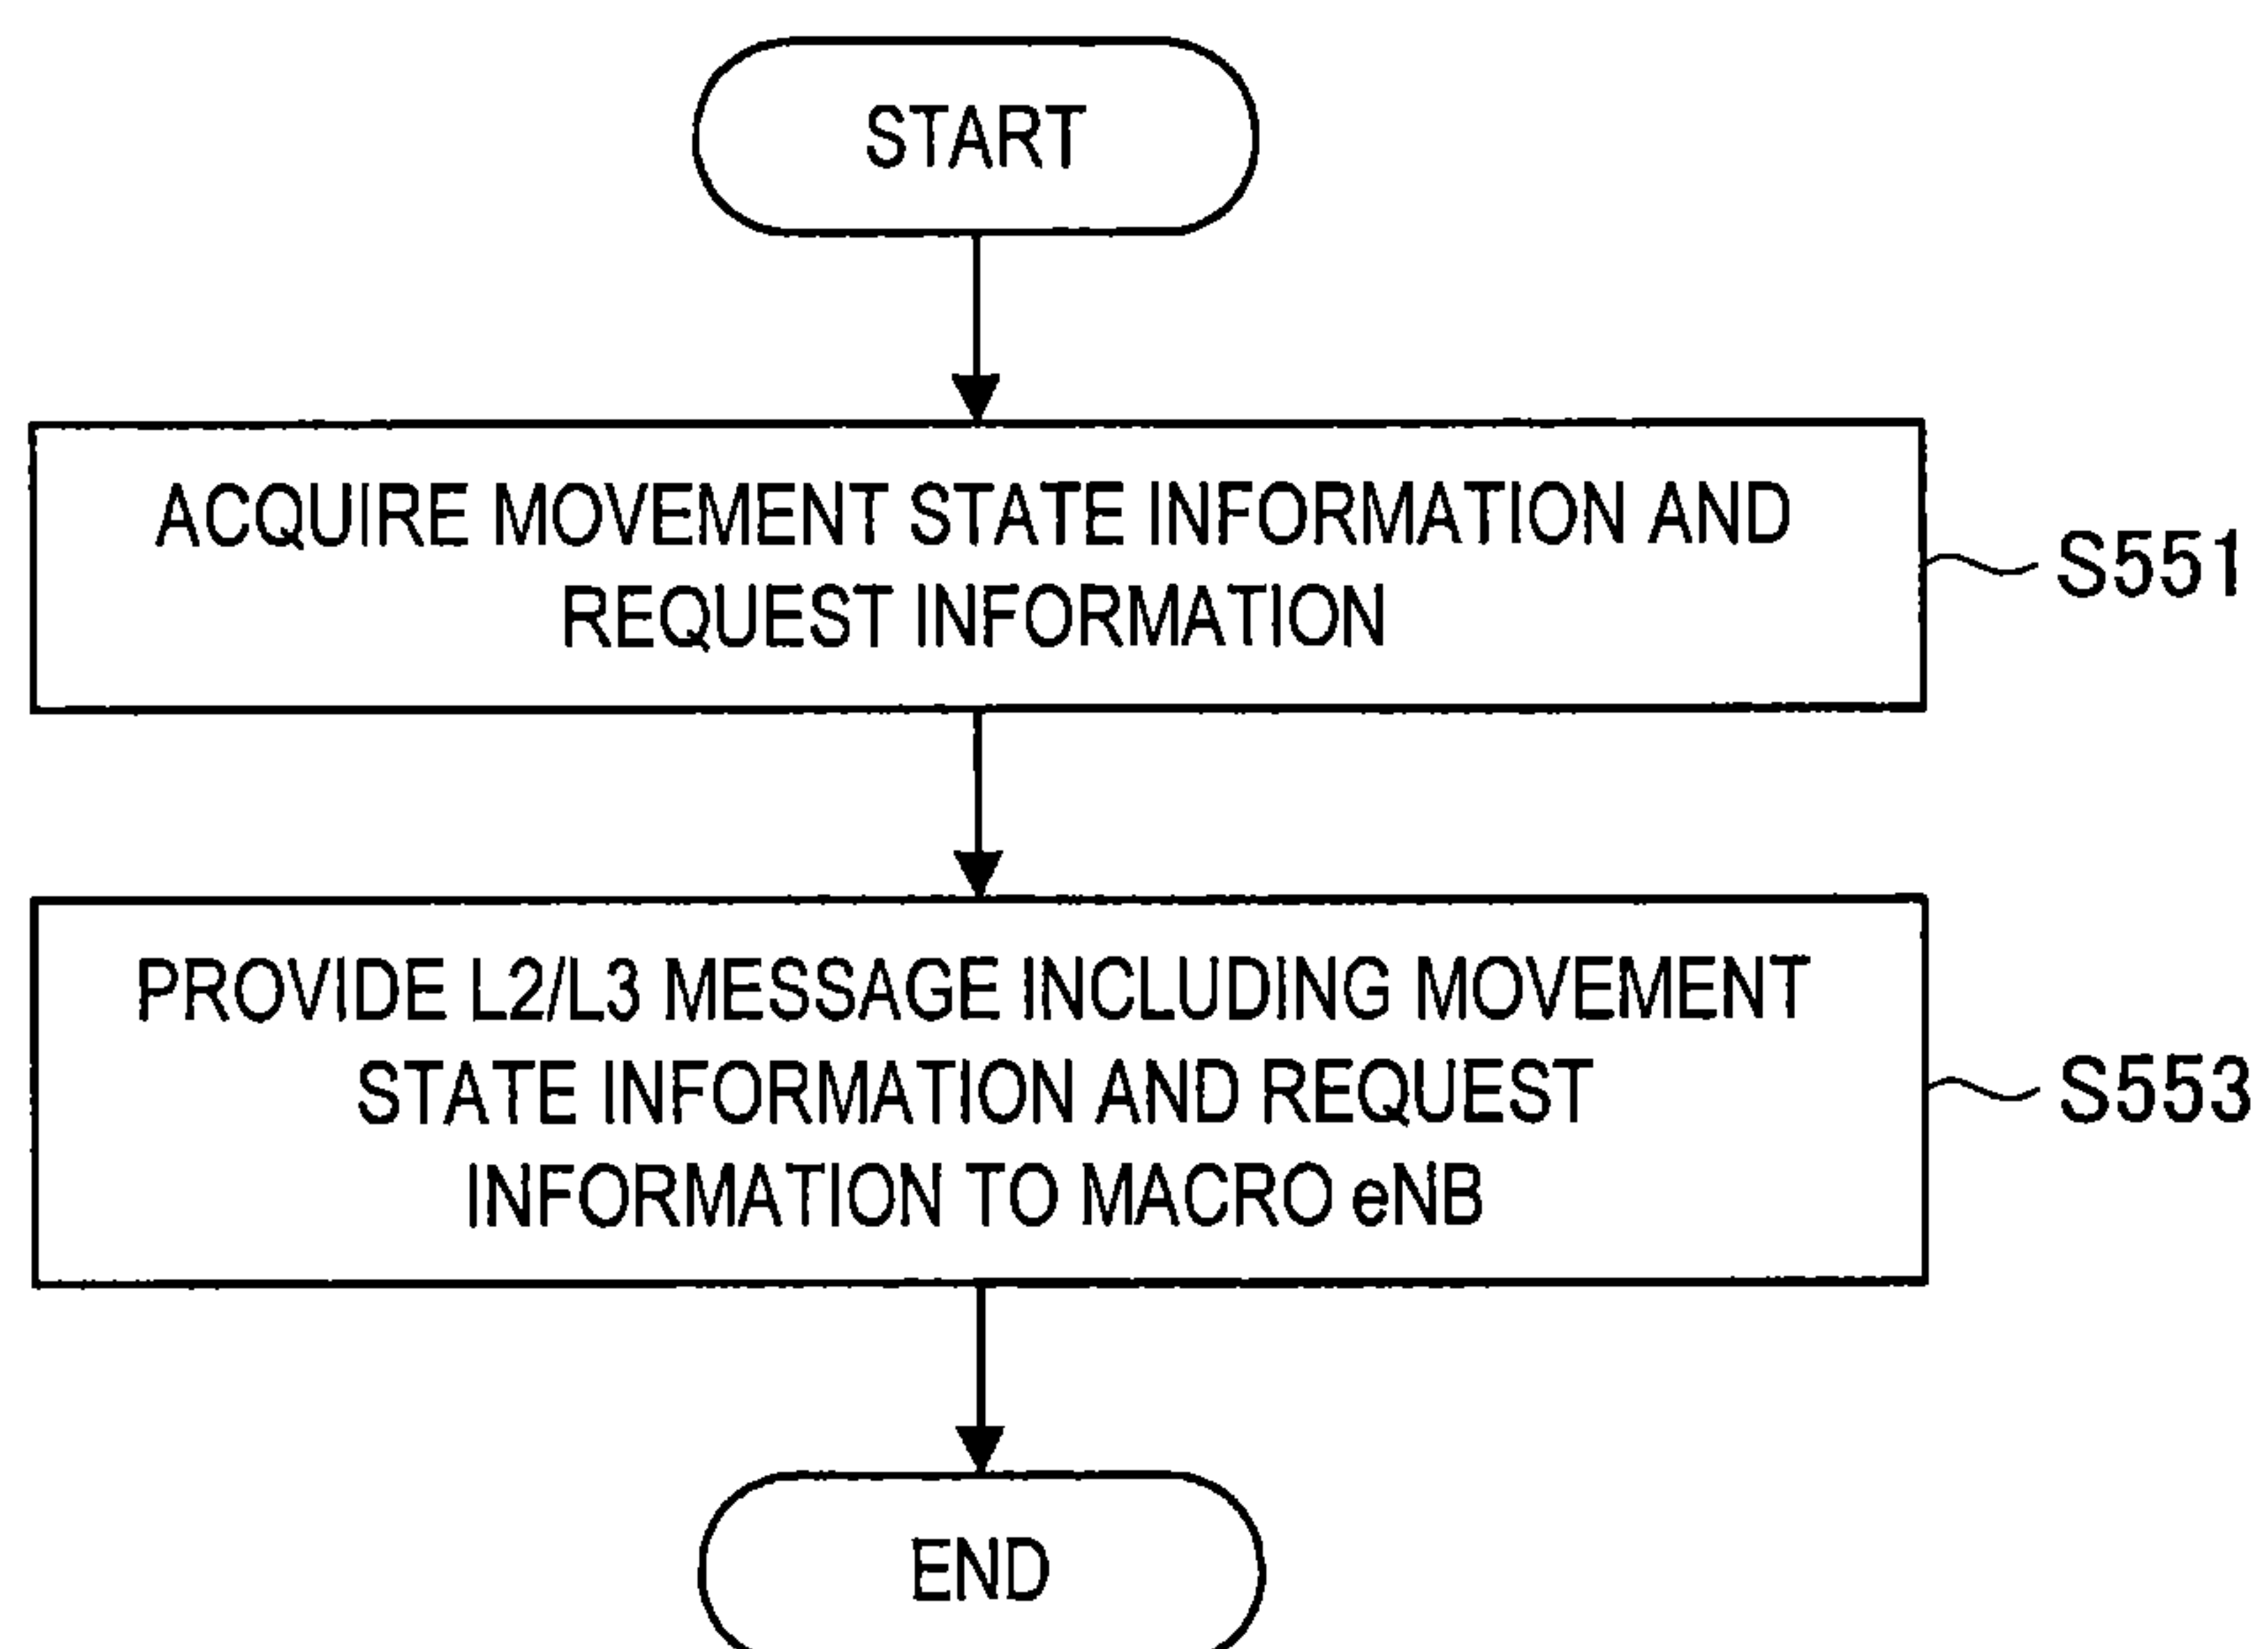 START
ACQUIRE MOVEMENT STATE INFORMATION AND
REQUEST INFORMATION
S551
PROVIDE L2/L3 MESSAGE INCLUDING MOVEMENT
STATE INFORMATION AND REQUEST
INFORMATION TO MACRO eNB
S553
END